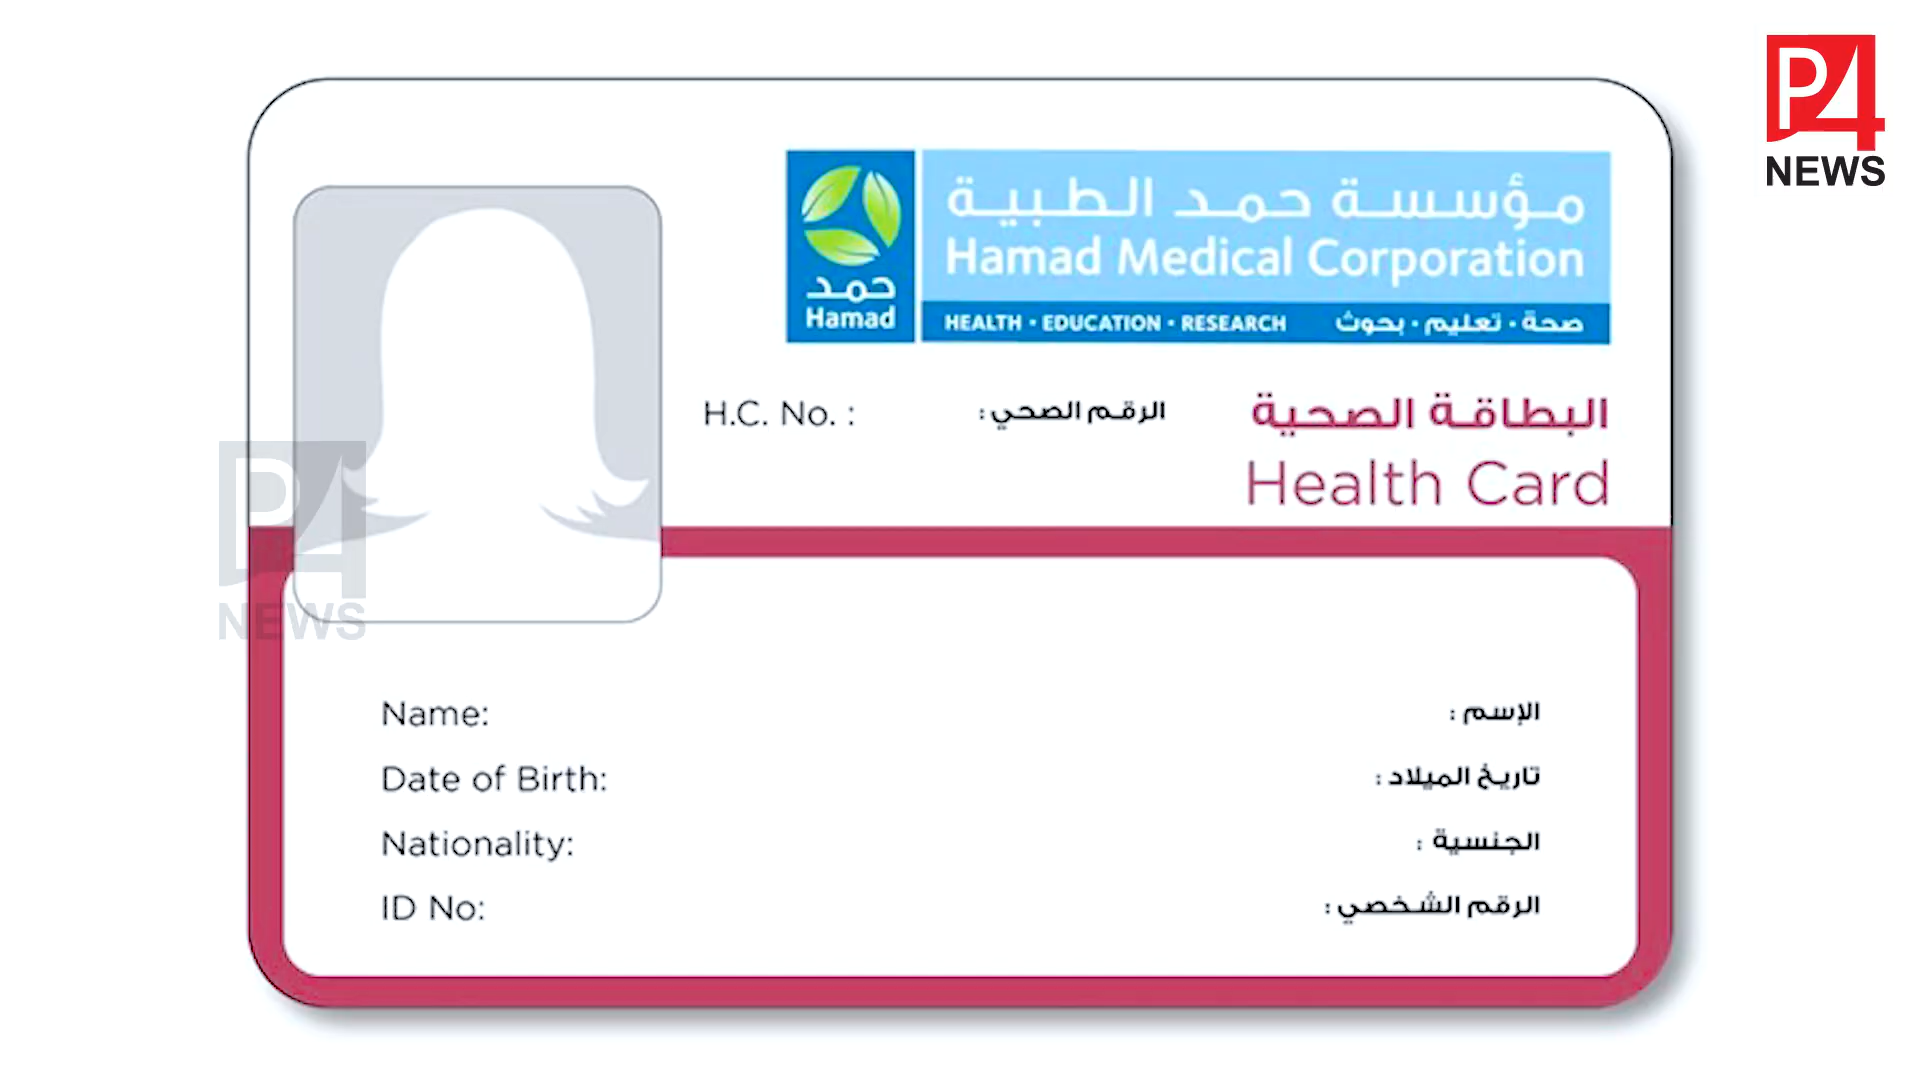 P4
NEWS
مؤسسة حمد الطبية
Hamad Medical Corporation
حمد
Hamad
HEALTH • EDUCATION • RESEARCH
صحة • تعليم • بحوث
H.C. No. :
الرقم الصحي :
البطاقة الصحية
Health Card
P4
NEWS
Name:
الإسم :
Date of Birth:
تاريخ الميلاد :
Nationality:
الجنسية :
ID No:
الرقم الشخصي :